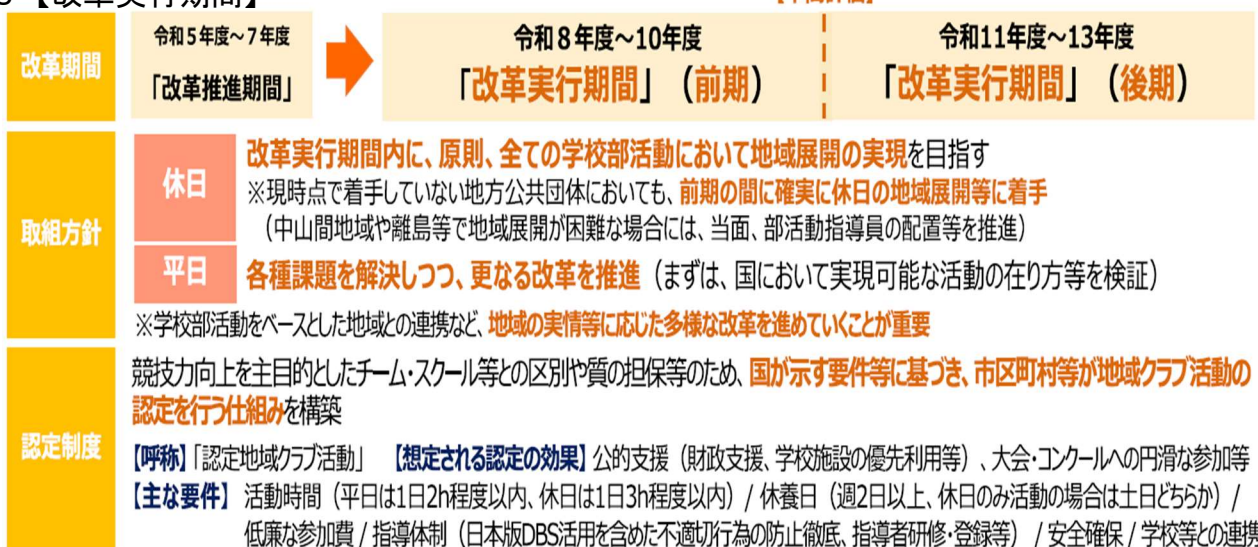 【改革実行期間】
改革期間
令和5年度～7年度
「改革推進期間」
令和8年度～10年度
「改革実行期間」（前期）
令和11年度～13年度
「改革実行期間」（後期）
取組方針
休日
改革実行期間内に、原則、全ての学校部活動において地域展開の実現を目指す
※現時点で着手していない地方公共団体においても、前期の間に確実に休日の地域展開等に着手
（中山間地域や離島等で地域展開が困難な場合には、当面、部活動指導員の配置等を推進）
平日
各種課題を解決しつつ、更なる改革を推進（まずは、国において実現可能な活動の在り方等を検証）
※学校部活動をベースとした地域との連携など、地域の実情等に応じた多様な改革を進めていくことが重要
認定制度
競技力向上を主目的としたチーム・スクール等との区別や質の担保等のため、国が示す要件等に基づき、市区町村等が地域クラブ活動の
認定を行う仕組みを構築
【呼称】「認定地域クラブ活動」 【想定される認定の効果】公的支援（財政支援、学校施設の優先利用等）、大会・コンクールへの円滑な参加等
【主な要件】 活動時間（平日は1日2h程度以内、休日は1日3h程度以内）/ 休養日（週2日以上、休日のみ活動の場合は土日どちらか）/
低廉な参加費 / 指導体制（日本版DBS活用を含めた不適切行為の防止徹底、指導者研修・登録等）/ 安全確保 / 学校等との連携